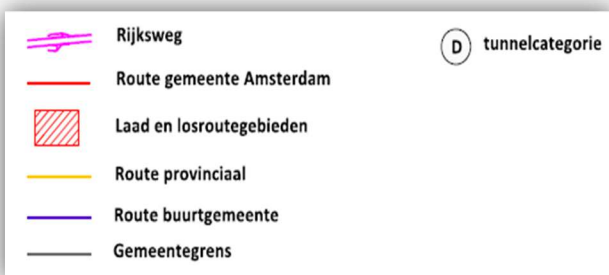 Rijksweg
D tunnelcategorie
Route gemeente Amsterdam
Laad en losroutegebieden
Route provinciaal
Route buurtgemeente
Gemeentegrens